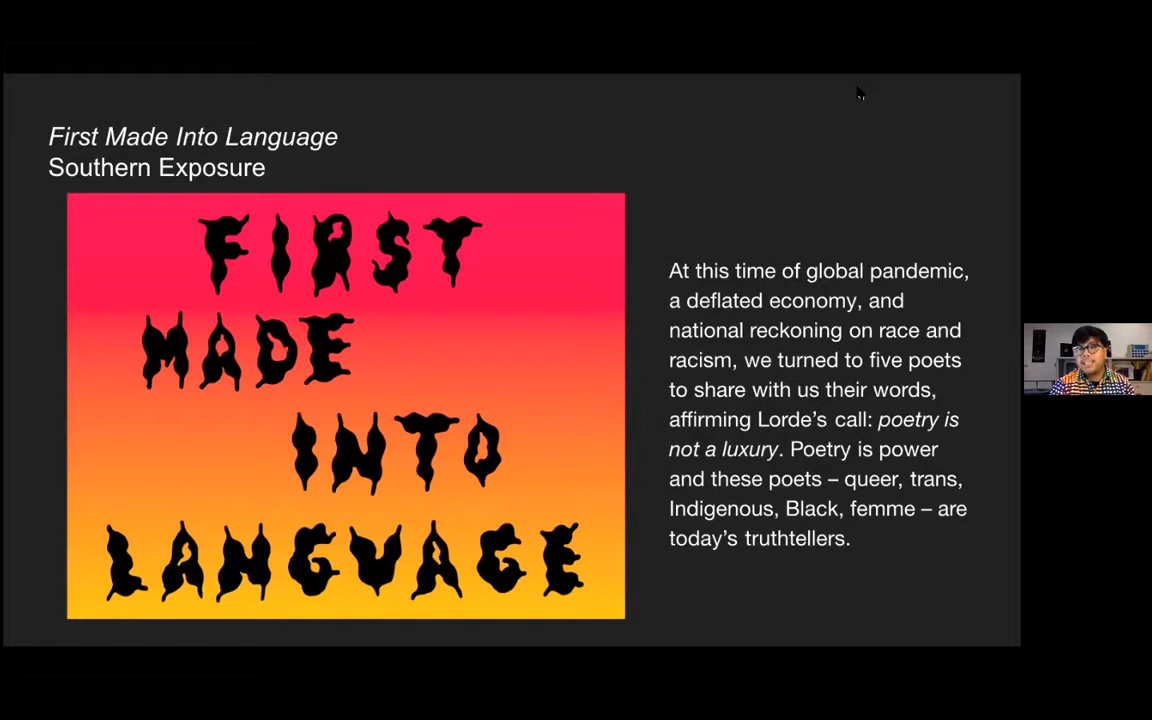 First Made Into Language
Southern Exposure
FIRST
MADE
INTO
LANGUAGE
At this time of global pandemic,
a deflated economy, and
national reckoning on race and
racism, we turned to five poets
to share with us their words,
affirming Lorde’s call: poetry is
not a luxury. Poetry is power
and these poets – queer, trans,
Indigenous, Black, femme – are
today’s truthtellers.